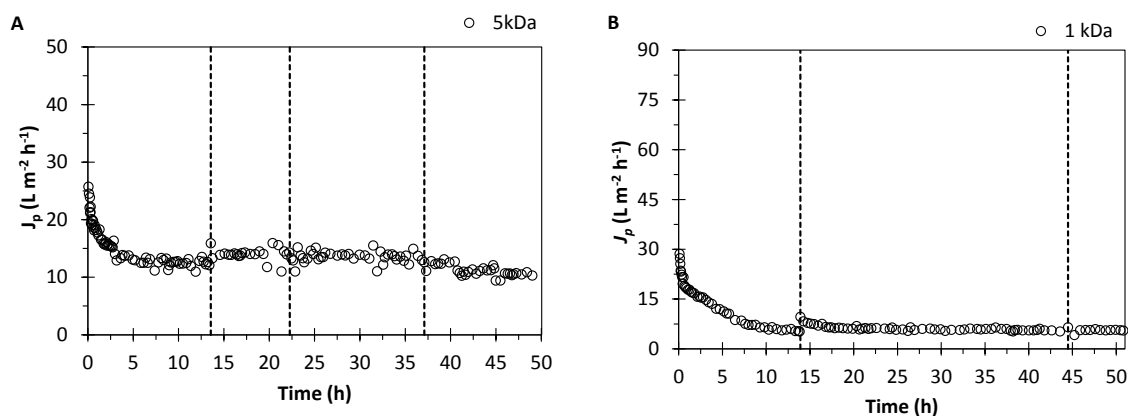 A
○ 5kDa
50
40
30
20
10
0
J_p (L m⁻² h⁻¹)
0 5 10 15 20 25 30 35 40 45 50
Time (h)
B
○ 1 kDa
90
75
60
45
30
15
0
J_p (L m⁻² h⁻¹)
0 5 10 15 20 25 30 35 40 45 50
Time (h)